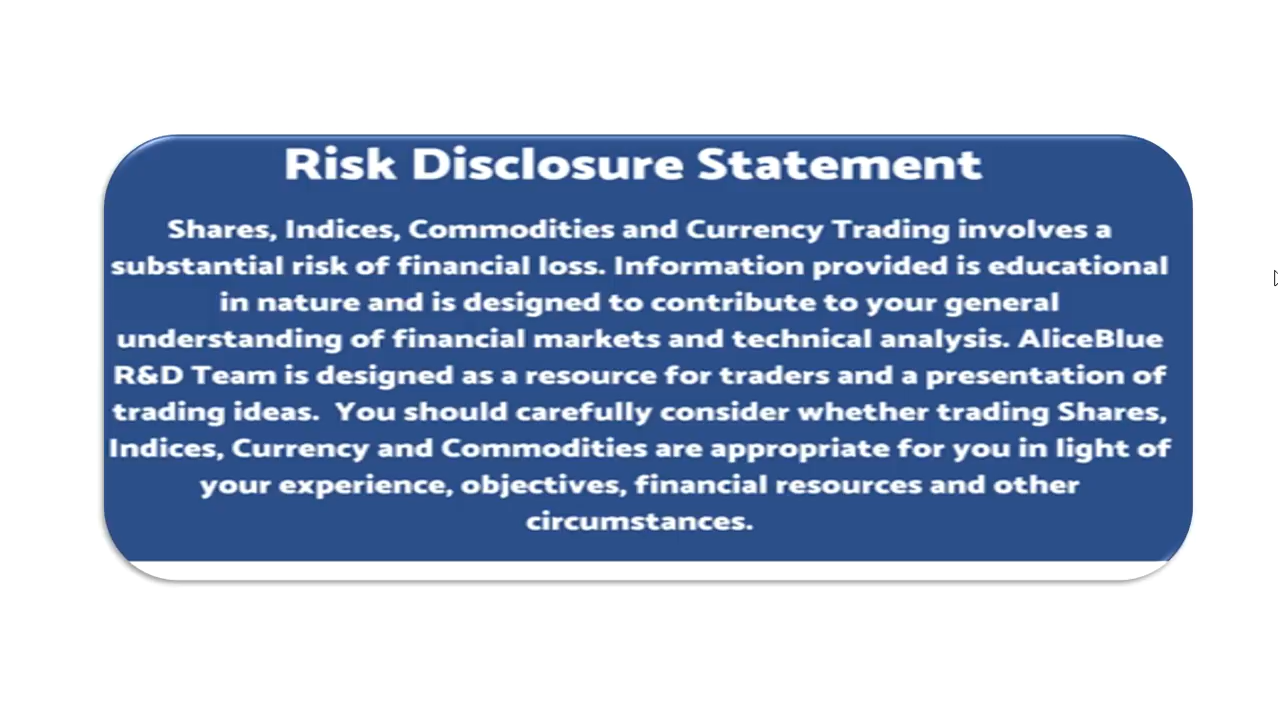 Risk Disclosure Statement
Shares, Indices, Commodities and Currency Trading involves a
substantial risk of financial loss. Information provided is educational
in nature and is designed to contribute to your general
understanding of financial markets and technical analysis. AliceBlue
R&D Team is designed as a resource for traders and a presentation of
trading ideas.  You should carefully consider whether trading Shares,
Indices, Currency and Commodities are appropriate for you in light of
your experience, objectives, financial resources and other
circumstances.